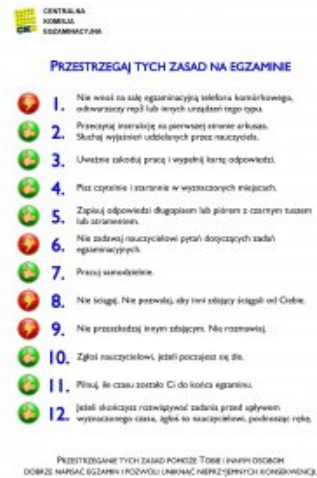 CENTRALNA
KOMISJA
EGZAMINACYJNA
CKE
PRZESTRZEGAJ TYCH ZASAD NA EGZAMINIE
1. Nie wnoś na salę egzaminacyjną telefonu komórkowego,
odtwarzaczy mp3 lub innych urządzeń tego typu.
2. Przeczytaj instrukcję na pierwszej stronie arkusza.
Słuchaj wyjaśnień udzielanych przez nauczyciela.
3. Uważnie zakoduj pracę i wypełnij kartę odpowiedzi.
4. Pisz czytelnie i starannie w wyznaczonych miejscach.
5. Zapisuj odpowiedzi długopisem lub piórem z czarnym tuszem
lub atramentem.
6. Nie zadawaj nauczycielowi pytań dotyczących zadań
egzaminacyjnych.
7. Pracuj samodzielnie.
8. Nie ściągaj. Nie pozwalaj, aby inni zdający ściągali od Ciebie.
9. Nie przeszkadzaj innym zdającym. Nie rozmawiaj.
10. Zgłoś nauczycielowi, jeżeli poczujesz się źle.
11. Pilnuj, ile czasu zostało Ci do końca egzaminu.
12. Jeżeli skończysz rozwiązywać zadania przed upływem
wyznaczonego czasu, zgłoś to nauczycielowi, podnosząc rękę.
PRZESTRZEGANIE TYCH ZASAD POMOŻE TOBIE I INNYM OSOBOM
DOBRZE NAPISAĆ EGZAMIN I POZWOLI UNIKNĄĆ NIEPRZYJEMNYCH KONSEKWENCJI.